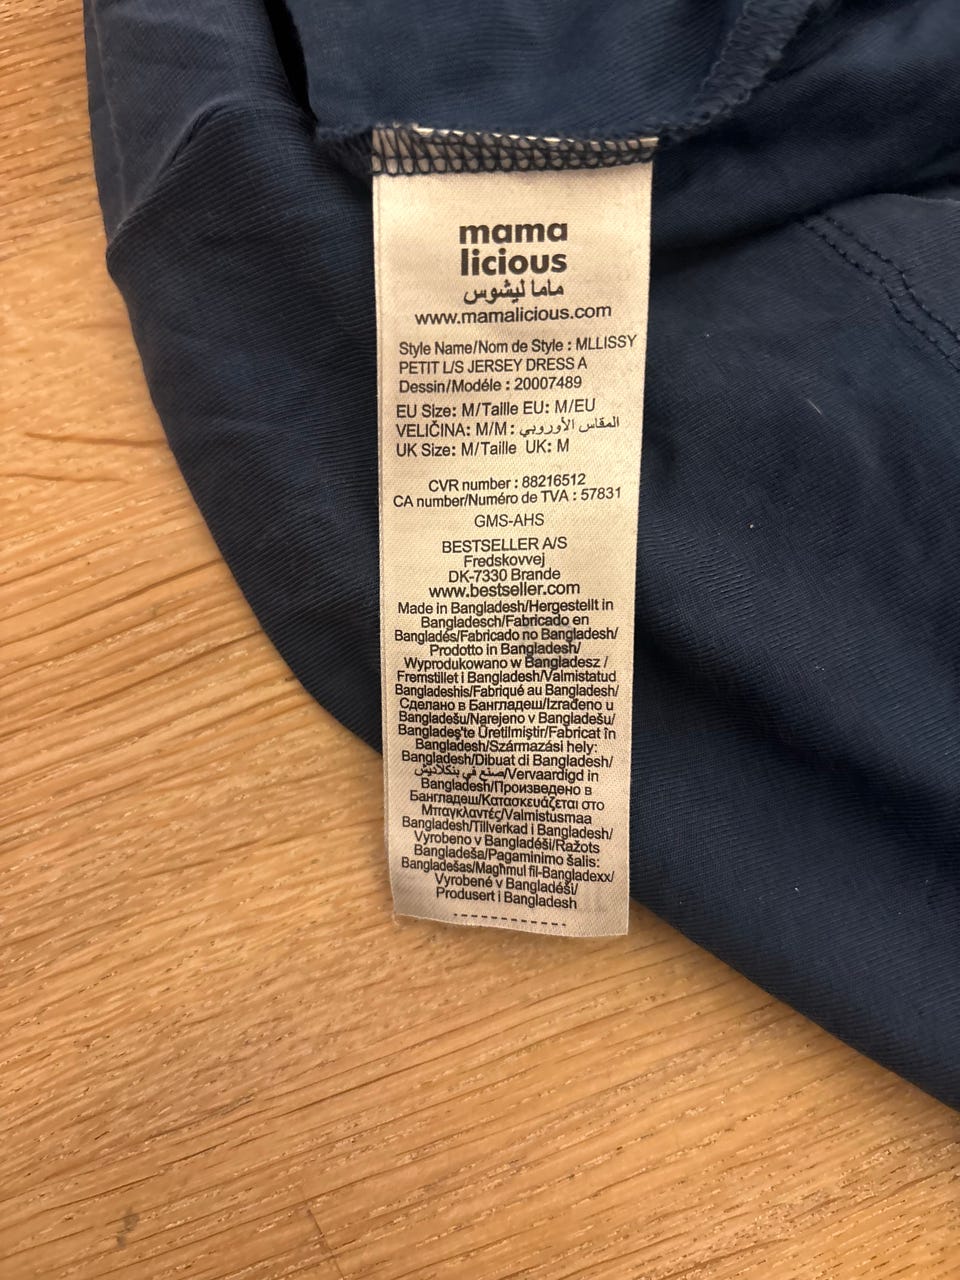 mama
licious
ماما ليشوس
www.mamalicious.com
Style Name/Nom de Style : MLLISSY
PETIT L/S JERSEY DRESS A
Dessin/Modéle : 20007489
EU Size: M/Taille EU: M/EU
VELIČINA: M/M : المقاس الأوروبي
UK Size: M/Taille UK: M
CVR number : 88216512
CA number/Numéro de TVA : 57831
GMS-AHS
BESTSELLER A/S
Fredskovvej
DK-7330 Brande
www.bestseller.com
Made in Bangladesh/Hergestellt in
Bangladesch/Fabricado en
Bangladés/Fabricado no Bangladesh/
Prodotto in Bangladesh/
Wyprodukowano w Bangladesz /
Fremstillet i Bangladesh/Valmistatud
Bangladeshis/Fabriqué au Bangladesh/
Сделано в Бангладеш/Izrađeno u
Bangladešu/Narejeno v Bangladešu/
Bangladeş'te Üretilmiştir/Fabricat în
Bangladesh/Származási hely:
Bangladesh/Dibuat di Bangladesh/
صنع في بنكلاديش/Vervaardigd in
Bangladesh/Произведено в
Бангладеш/Κατασκευάζεται στο
Μπαγκλαντές/Valmistusmaa
Bangladesh/Tillverkad i Bangladesh/
Vyrobeno v Bangladéši/Ražots
Bangladeša/Pagaminimo šalis:
Bangladešas/Magħmul fil-Bangladexx/
Vyrobené v Bangladéši/
Produsert i Bangladesh